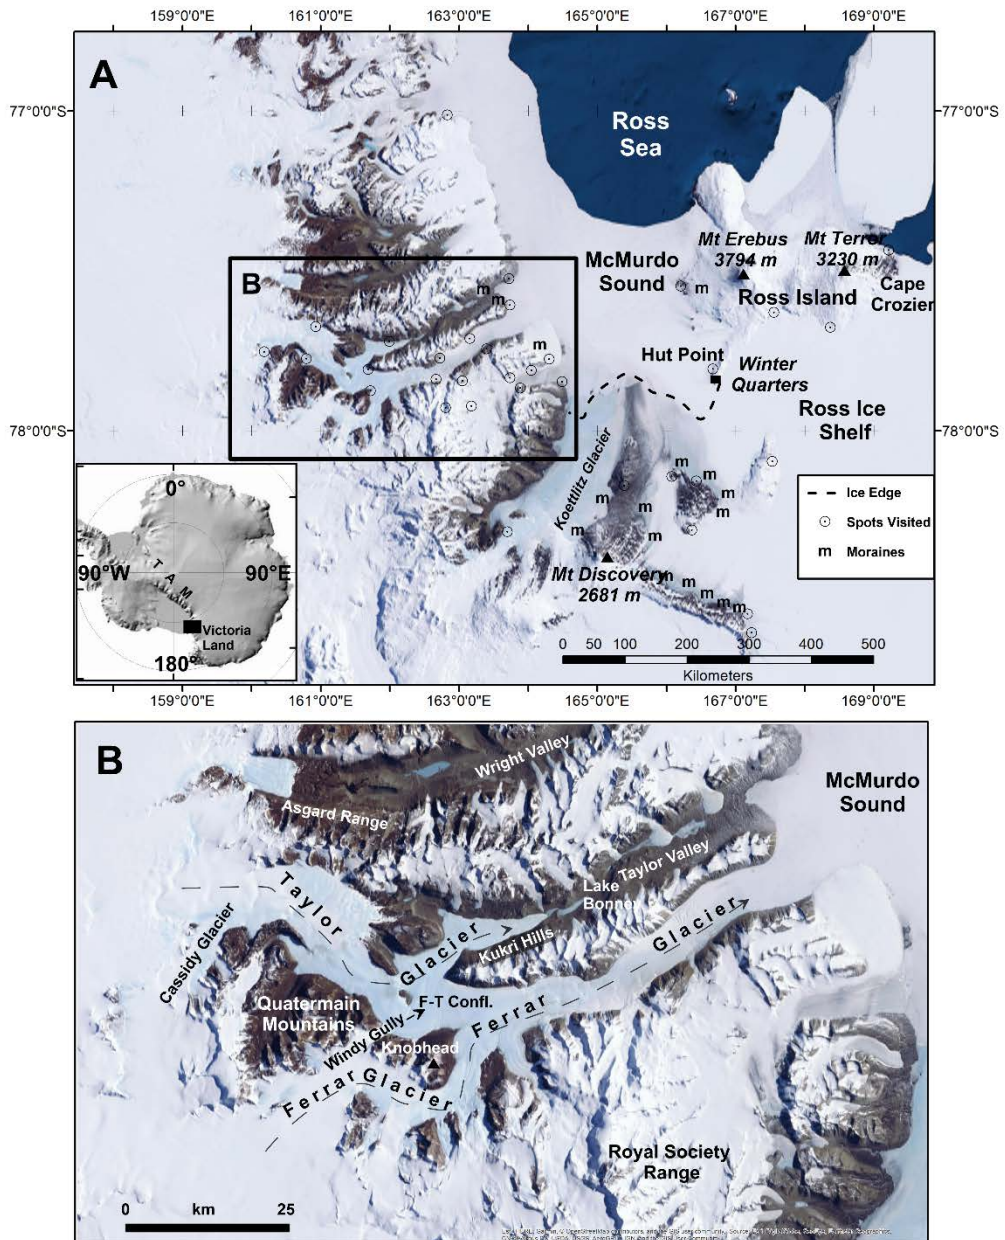 159°0'0"E
161°0'0"E
163°0'0"E
165°0'0"E
167°0'0"E
169°0'0"E
A
77°0'0"S
77°0'0"S
Ross
Sea
Mt Erebus
3794 m
Mt Terror
3230 m
McMurdo
Sound
m
Ross Island
Cape
Crozier
B
m
m
m
Hut Point
Winter
Quarters
Ross Ice
Shelf
78°0'0"S
78°0'0"S
Koettlitz Glacier
m
m
m
m
m
m
m
m
Mt Discovery
2681 m
m
m
m
m
m
m
Ice Edge
Spots Visited
m Moraines
0°
90°W
90°E
T A M
Victoria
Land
180°
0 50 100 200 300 400 500
Kilometers
159°0'0"E
161°0'0"E
163°0'0"E
165°0'0"E
167°0'0"E
169°0'0"E
B
McMurdo
Sound
Wright Valley
Asgard Range
Taylor Valley
Lake
Bonney
Taylor
Glacier
Kukri Hills
Glacier
Cassidy Glacier
Quatermain
Mountains
F-T Confl.
Windy Gully
Ferrar
Knobhead
Ferrar Glacier
Royal Society
Range
0 km 25